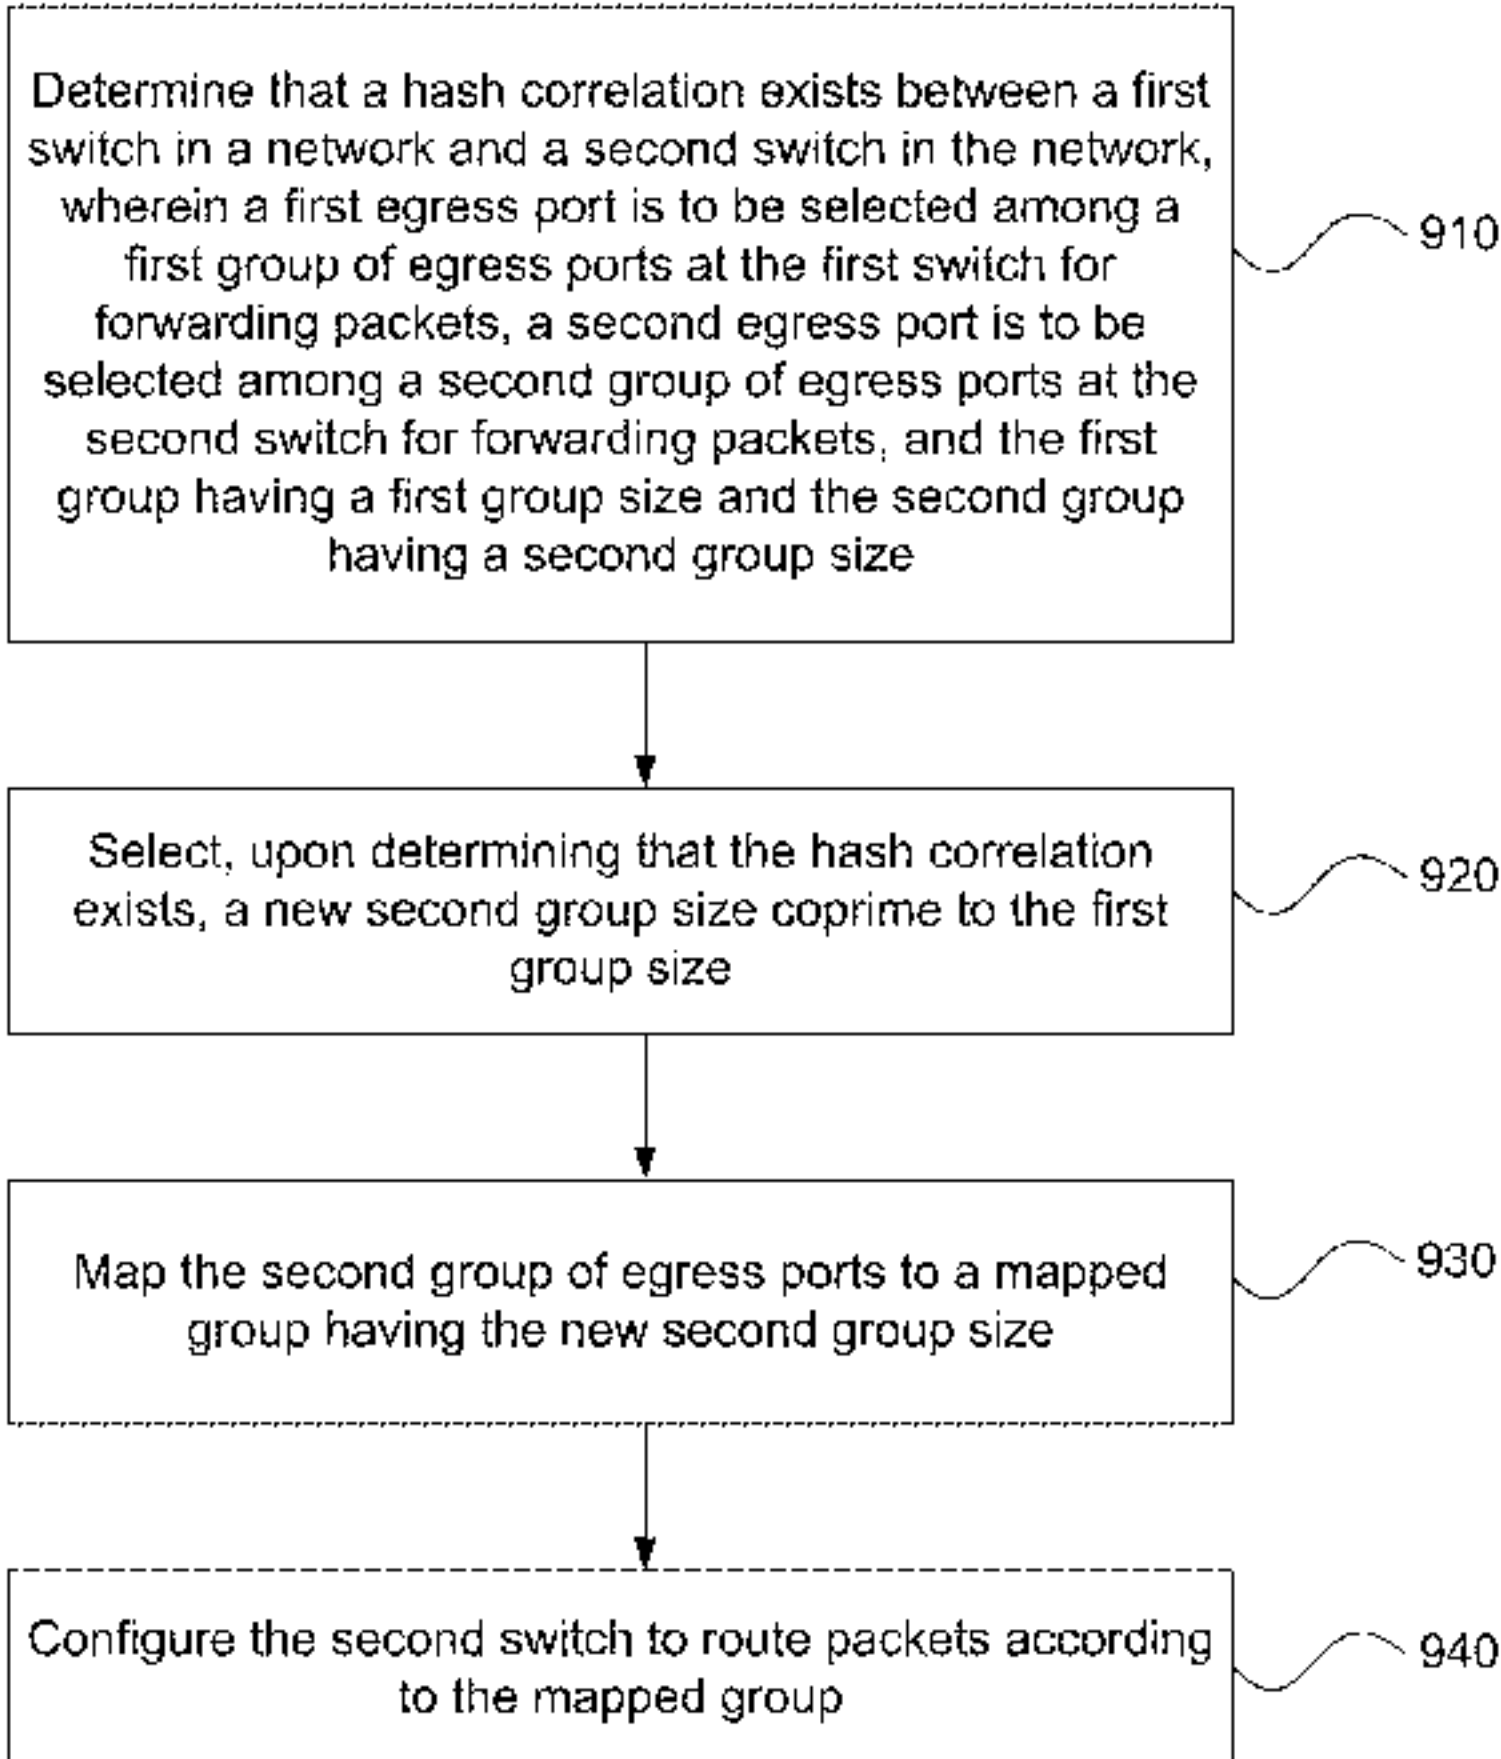 Determine that a hash correlation exists between a first
switch in a network and a second switch in the network,
wherein a first egress port is to be selected among a
first group of egress ports at the first switch for
forwarding packets, a second egress port is to be
selected among a second group of egress ports at the
second switch for forwarding packets, and the first
group having a first group size and the second group
having a second group size
910
Select, upon determining that the hash correlation
exists, a new second group size coprime to the first
group size
920
Map the second group of egress ports to a mapped
group having the new second group size
930
Configure the second switch to route packets according
to the mapped group
940